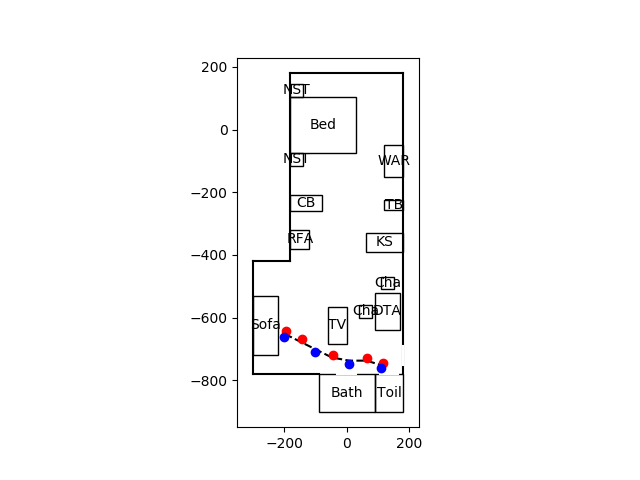 200
0
−200
−400
−600
−800
−200
0
200
NST
Bed
NST
WAR
CB
TB
RFA
KS
Cha
Sofa
TV
Cha
DTA
Bath
Toil